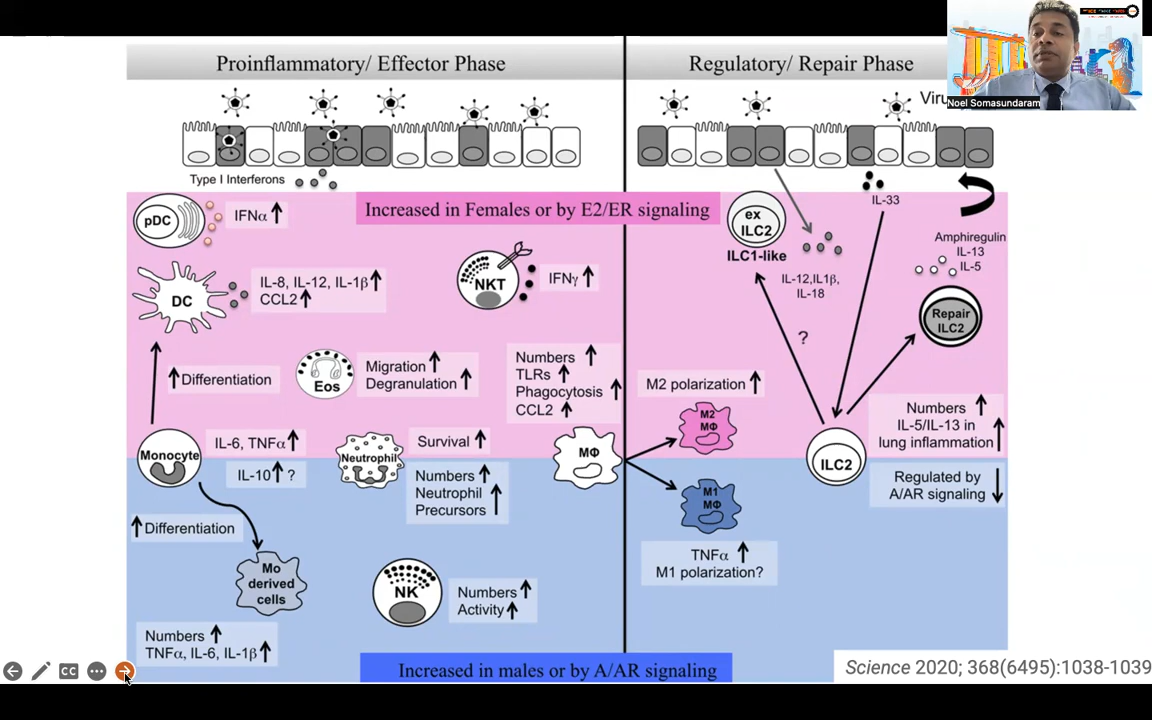 Proinflammatory/ Effector Phase
Regulatory/ Repair Phase
Noel Somasundaram
Type I Interferons
Increased in Females or by E2/ER signaling
pDC
IFNα ↑
DC
IL-8, IL-12, IL-1β ↑
CCL2 ↑
NKT
IFNγ ↑
↑ Differentiation
Eos
Migration ↑
Degranulation ↑
Numbers ↑
TLRs ↑
Phagocytosis ↑
CCL2 ↑
Monocyte
IL-6, TNFα ↑
IL-10 ↑ ?
Neutrophil
Survival ↑
Numbers ↑
Neutrophil
Precursors ↑
MΦ
↑ Differentiation
Mo
derived
cells
Numbers ↑
TNFα, IL-6, IL-1β ↑
NK
Numbers ↑
Activity ↑
ex
ILC2
ILC1-like
IL-12,IL1β,
IL-18
IL-33
Amphiregulin
IL-13
IL-5
Repair
ILC2
?
M2 polarization ↑
M2
MΦ
M1
MΦ
TNFα ↑
M1 polarization?
ILC2
Numbers ↑
IL-5/IL-13 in
lung inflammation ↑
Regulated by
A/AR signaling ↓
Increased in males or by A/AR signaling
Science 2020; 368(6495):1038-1039
CC